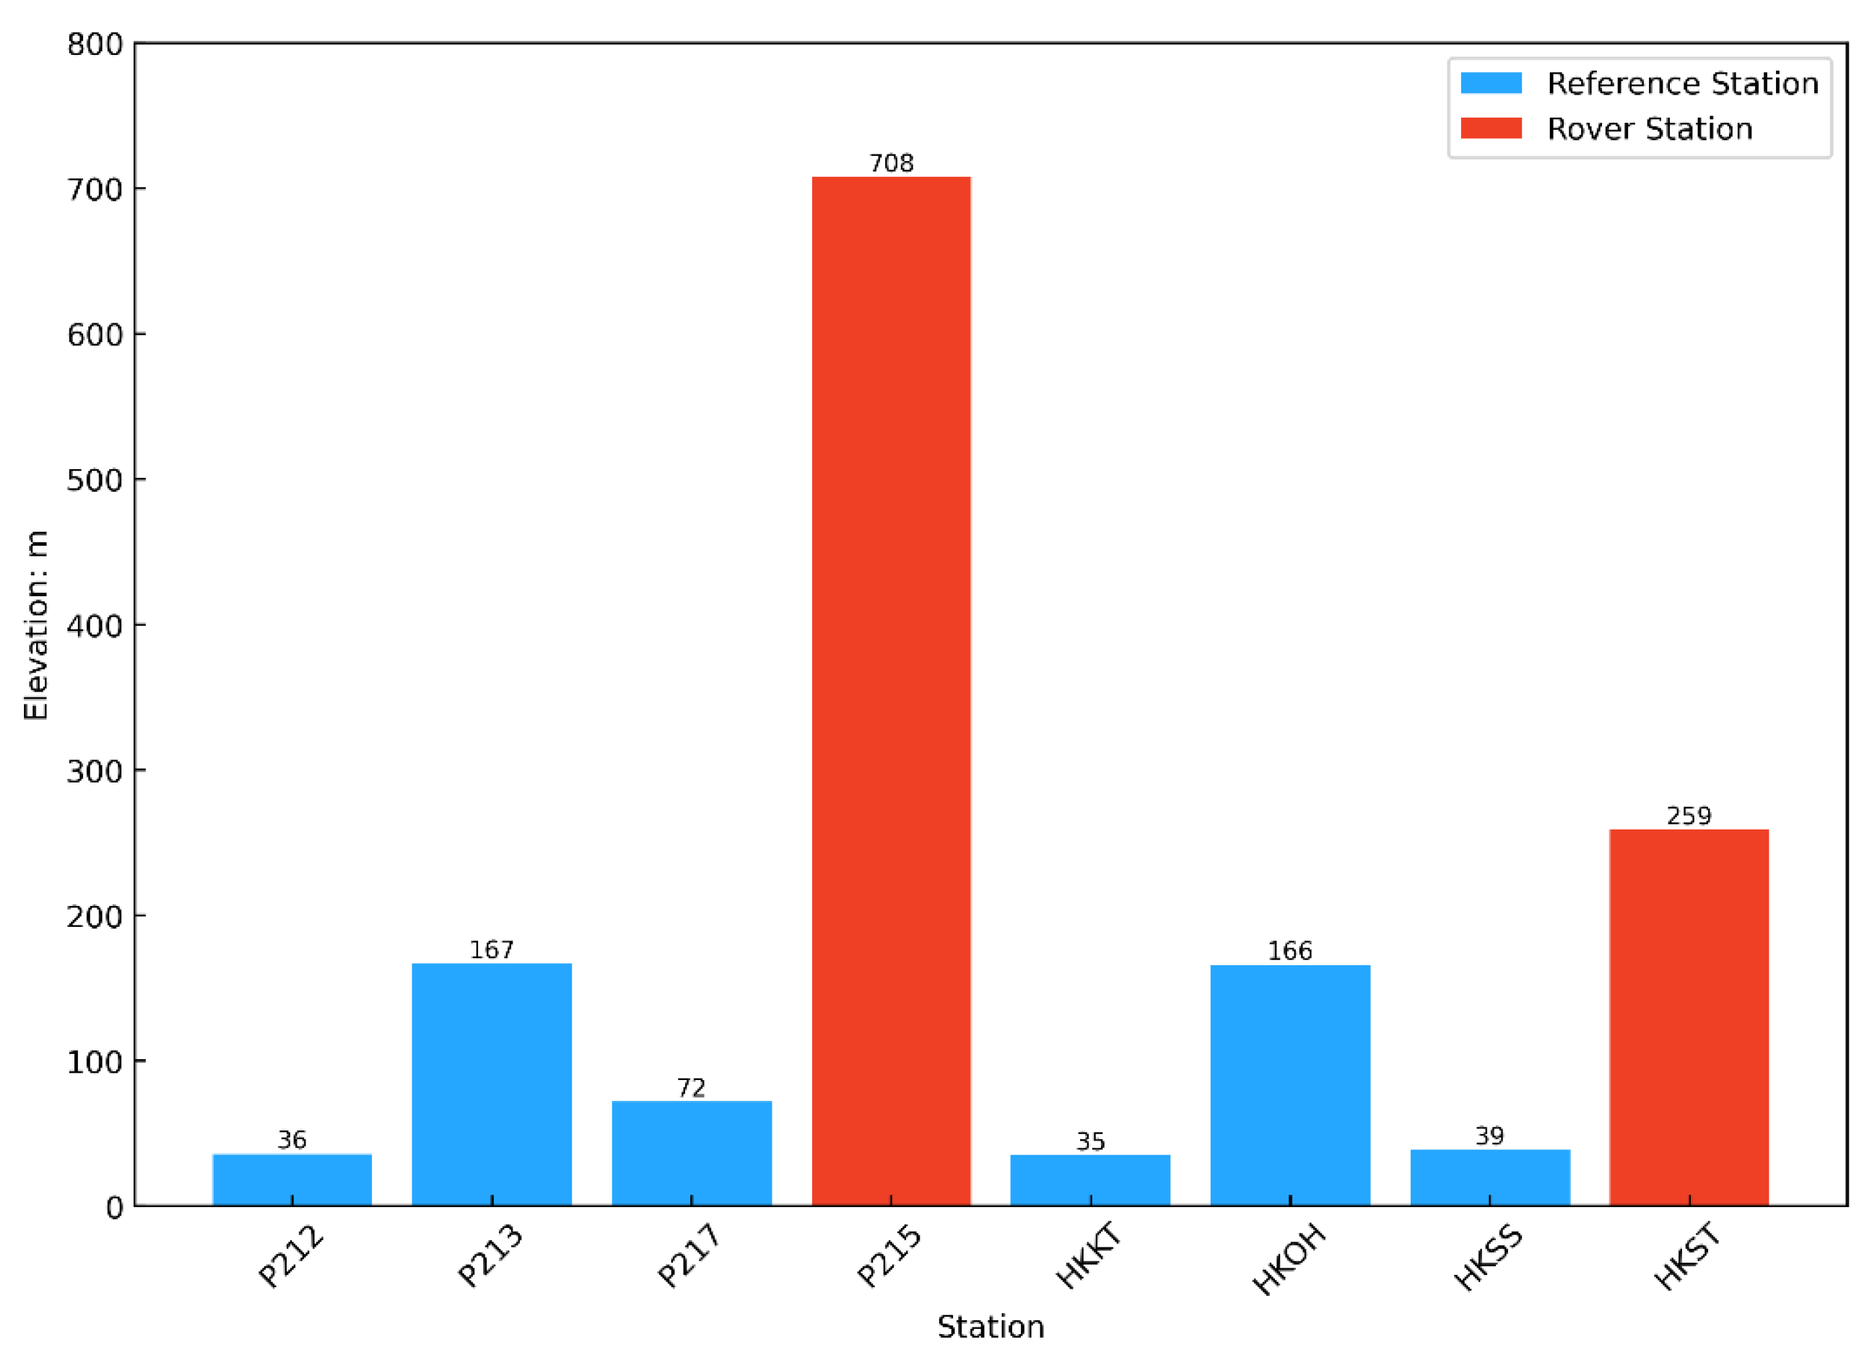 800
700
600
500
400
300
200
100
0
Elevation: m
Reference Station
Rover Station
36
167
72
708
35
166
39
259
P212
P213
P217
P215
HKKT
HKOH
HKSS
HKST
Station